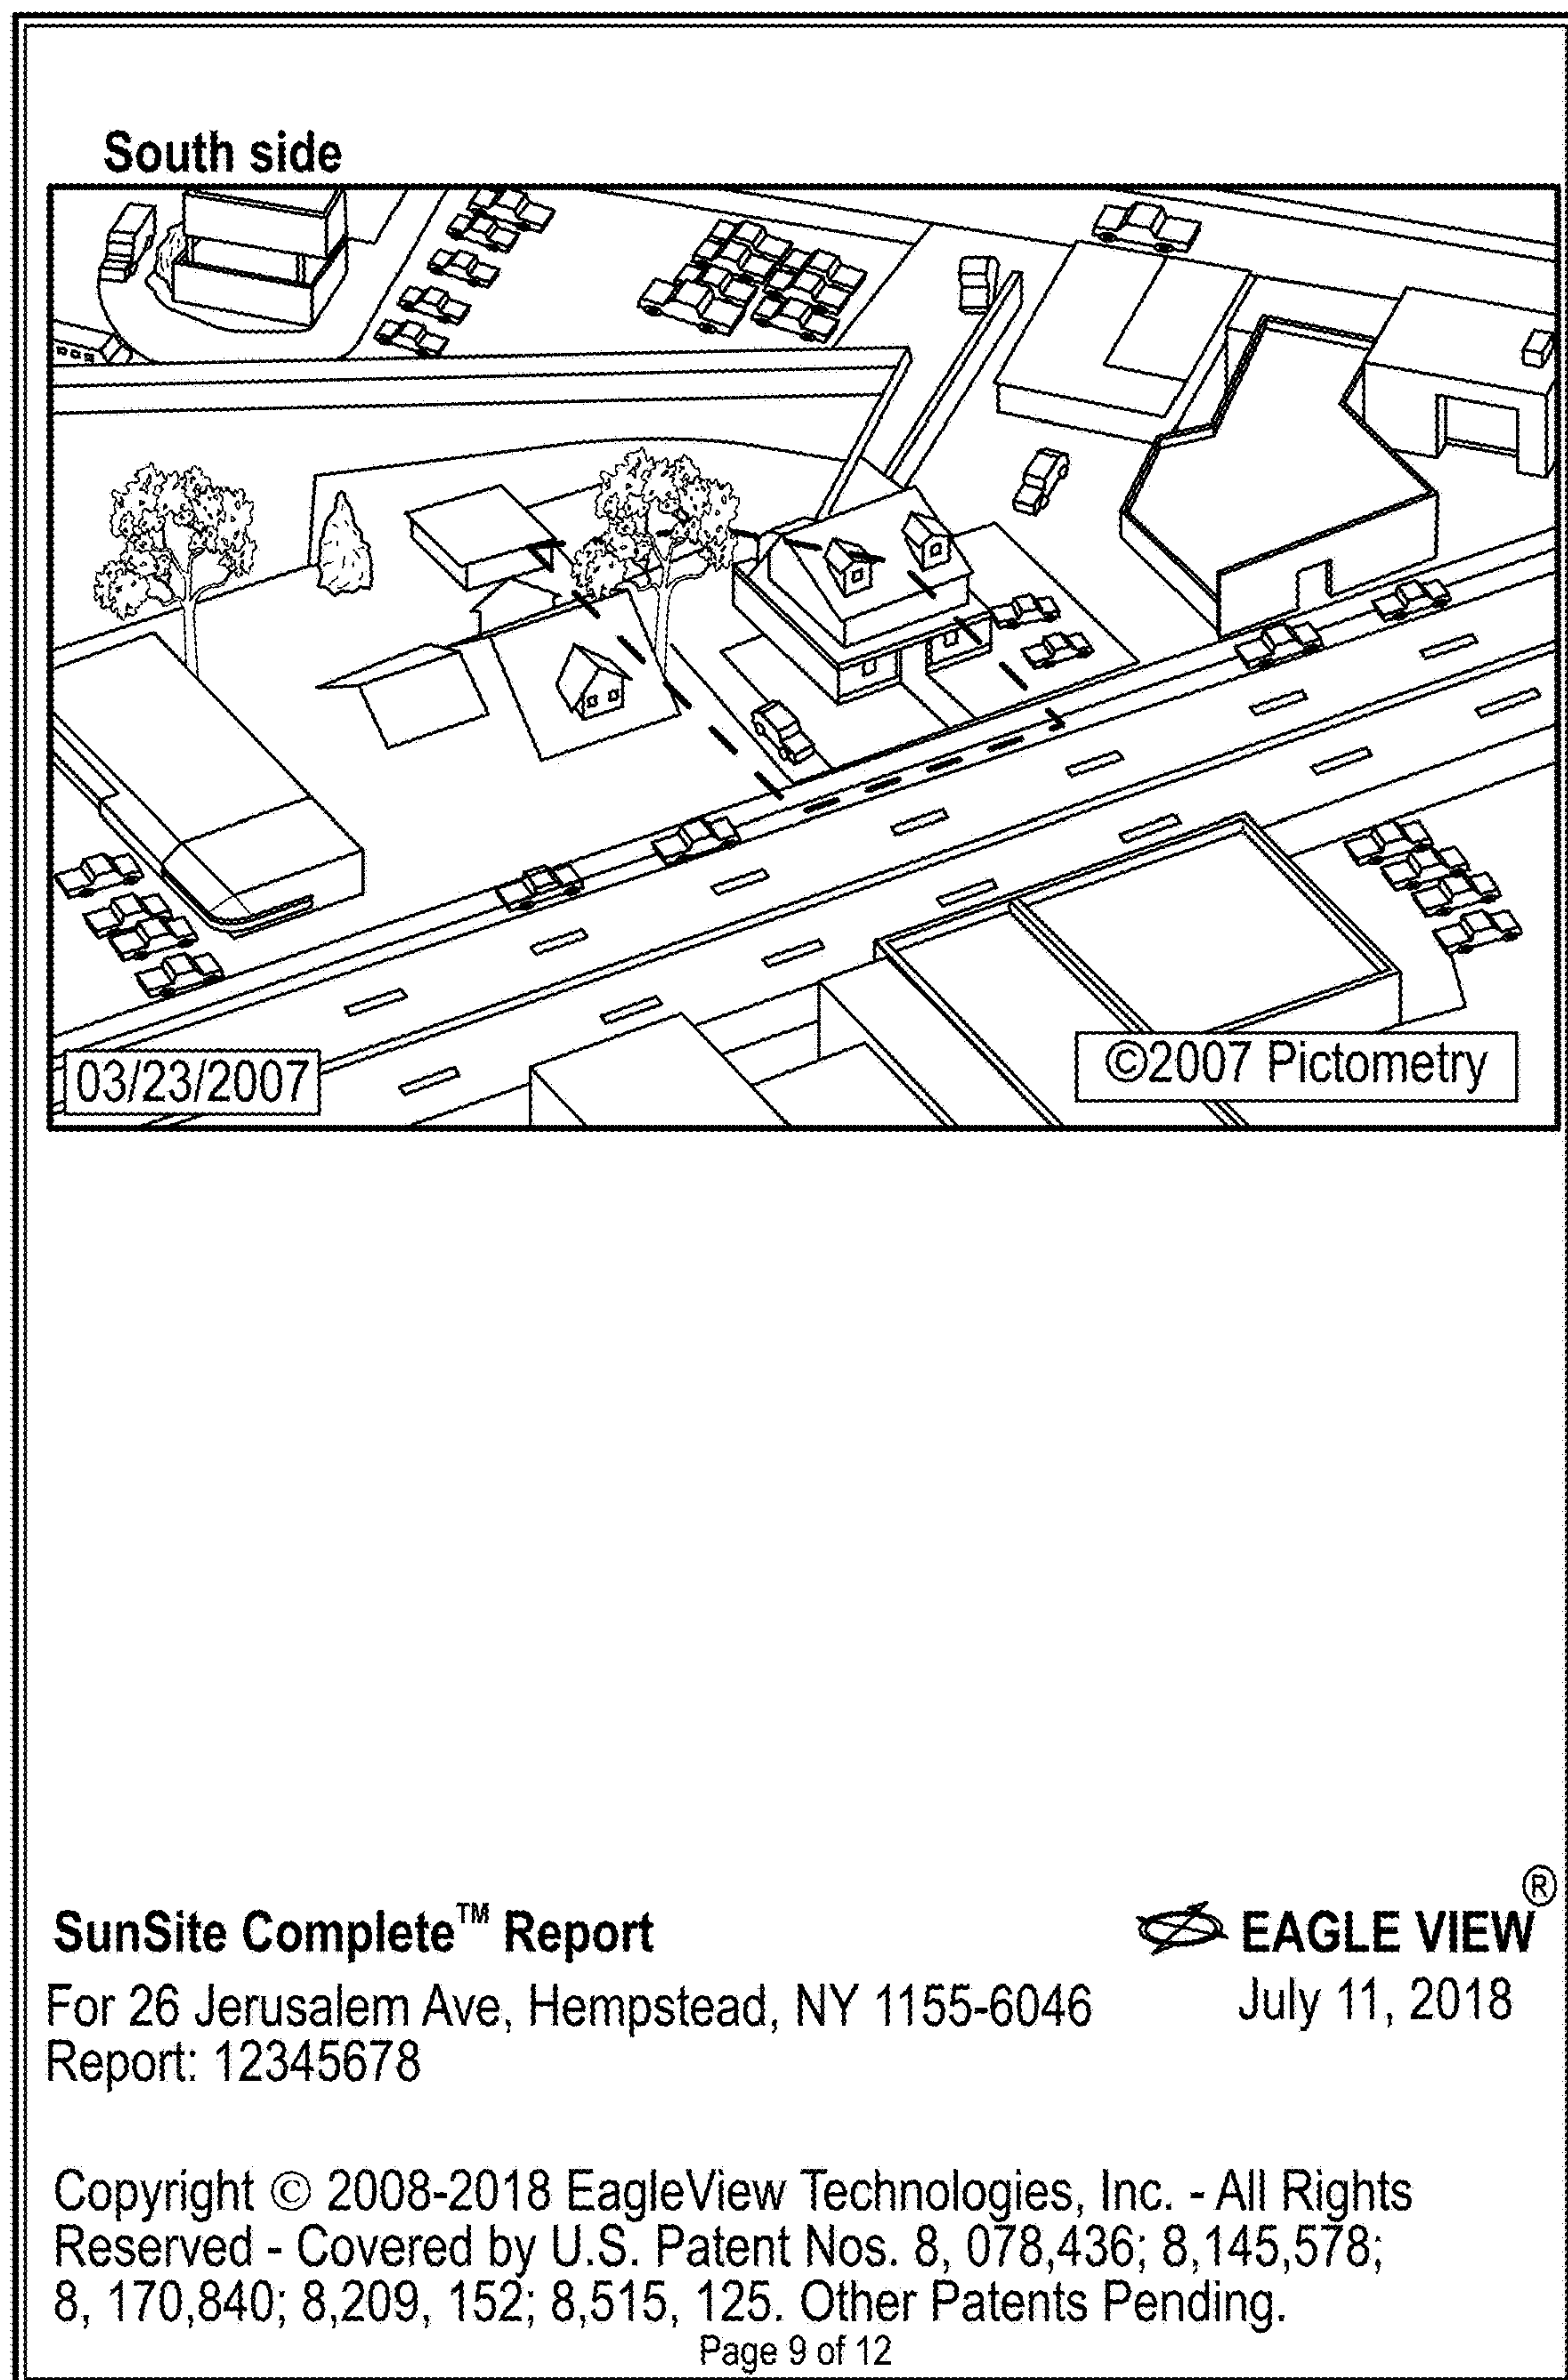 South side
03/23/2007
©2007 Pictometry
SunSite Complete™ Report
EAGLE VIEW®
For 26 Jerusalem Ave, Hempstead, NY 1155-6046
July 11, 2018
Report: 12345678
Copyright © 2008-2018 EagleView Technologies, Inc. - All Rights
Reserved - Covered by U.S. Patent Nos. 8, 078,436; 8,145,578;
8, 170,840; 8,209, 152; 8,515, 125. Other Patents Pending.
Page 9 of 12